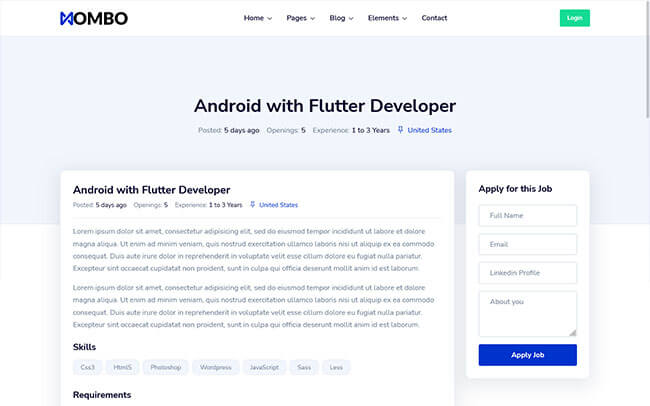 MOMBO
Home Pages Blog Elements Contact Login
Android with Flutter Developer
Posted: 5 days ago Openings: 5 Experience: 1 to 3 Years United States
Android with Flutter Developer
Posted: 5 days ago Openings: 5 Experience: 1 to 3 Years United States
Lorem ipsum dolor sit amet, consectetur adipisicing elit, sed do eiusmod tempor incididunt ut labore et dolore
magna aliqua. Ut enim ad minim veniam, quis nostrud exercitation ullamco laboris nisi ut aliquip ex ea commodo
consequat. Duis aute irure dolor in reprehenderit in voluptate velit esse cillum dolore eu fugiat nulla pariatur.
Excepteur sint occaecat cupidatat non proident, sunt in culpa qui officia deserunt mollit anim id est laborum.
Lorem ipsum dolor sit amet, consectetur adipisicing elit, sed do eiusmod tempor incididunt ut labore et dolore
magna aliqua. Ut enim ad minim veniam, quis nostrud exercitation ullamco laboris nisi ut aliquip ex ea commodo
consequat. Duis aute irure dolor in reprehenderit in voluptate velit esse cillum dolore eu fugiat nulla pariatur.
Excepteur sint occaecat cupidatat non proident, sunt in culpa qui officia deserunt mollit anim id est laborum.
Skills
Css3 Html5 Photoshop Wordpress JavaScript Sass Less
Requirements
Apply for this Job
Full Name
Email
Linkedin Profile
About you
Apply Job